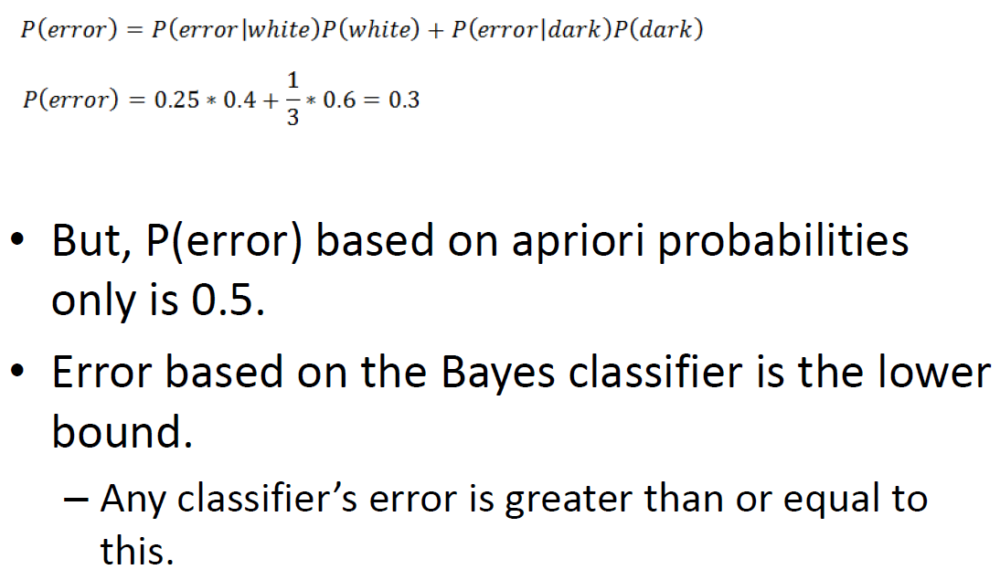 P(error) = P(error|white)P(white) + P(error|dark)P(dark)
P(error) = 0.25 * 0.4 + 1/3 * 0.6 = 0.3
• But, P(error) based on apriori probabilities
only is 0.5.
• Error based on the Bayes classifier is the lower
bound.
– Any classifier’s error is greater than or equal to
this.